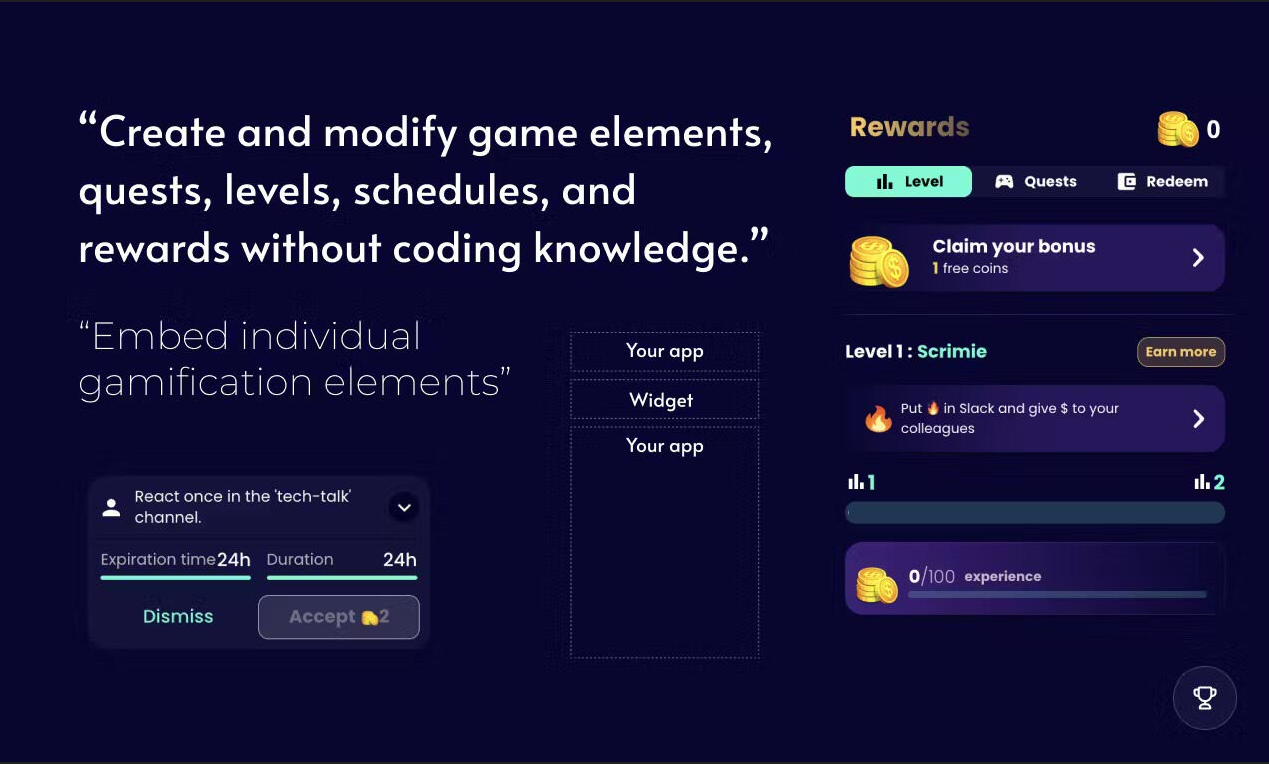 “Create and modify game elements,
quests, levels, schedules, and
rewards without coding knowledge.”
“Embed individual
gamification elements”
React once in the 'tech-talk'
channel.
Expiration time 24h
Duration 24h
Dismiss
Accept 2
Your app
Widget
Your app
Rewards
0
Level
Quests
Redeem
Claim your bonus
1 free coins
Level 1 : Scrimie
Earn more
Put 🔥 in Slack and give $ to your
colleagues
1
2
0/100 experience